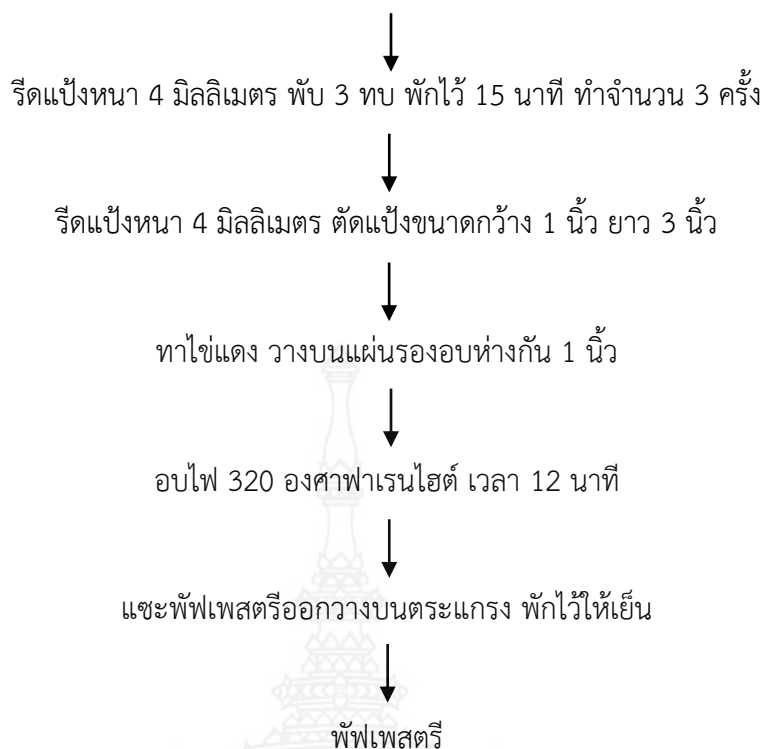 รีดแป้งหนา 4 มิลลิเมตร พับ 3 ทบ พักไว้ 15 นาที ทำจำนวน 3 ครั้ง
รีดแป้งหนา 4 มิลลิเมตร ตัดแป้งขนาดกว้าง 1 นิ้ว ยาว 3 นิ้ว
ทาไข่แดง วางบนแผ่นรองอบห่างกัน 1 นิ้ว
อบไฟ 320 องศาฟาเรนไฮต์ เวลา 12 นาที
แซะพัฟเพสตรีออกวางบนตระแกรง พักไว้ให้เย็น
พัฟเพสตรี